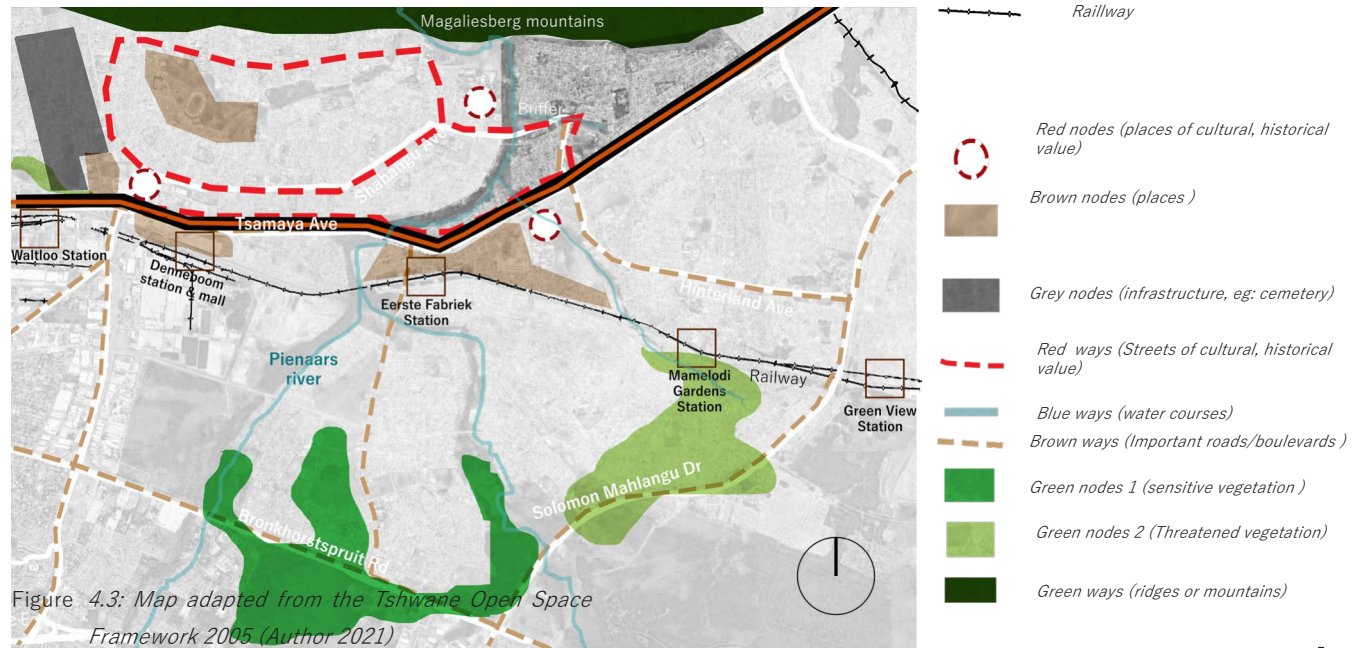 Magaliesberg mountains
Buffer
Shabangu Ave
Tsamaya Ave
Waltloo Station
Denneboom
station & mall
Eerste Fabriek
Station
Hinterland Ave
Pienaars
river
Mamelodi
Gardens
Station
Railway
Green View
Station
Solomon Mahlangu Dr
Bronkhorstspruit Rd
Figure 4.3: Map adapted from the Tshwane Open Space
Framework 2005 (Author 2021)
Raillway
Red nodes (places of cultural, historical
value)
Brown nodes (places )
Grey nodes (infrastructure, eg: cemetery)
Red ways (Streets of cultural, historical
value)
Blue ways (water courses)
Brown ways (Important roads/boulevards )
Green nodes 1 (sensitive vegetation )
Green nodes 2 (Threatened vegetation)
Green ways (ridges or mountains)